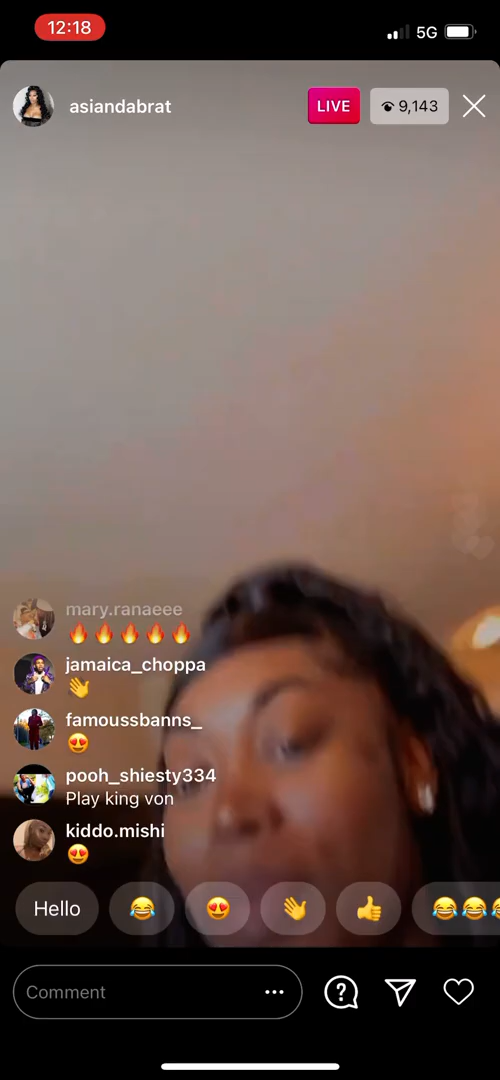 12:18
5G
asiandabrat
LIVE
9,143
mary.ranaeee
jamaica_choppa
famoussbanns_
pooh_shiesty334
Play king von
kiddo.mishi
Hello
Comment